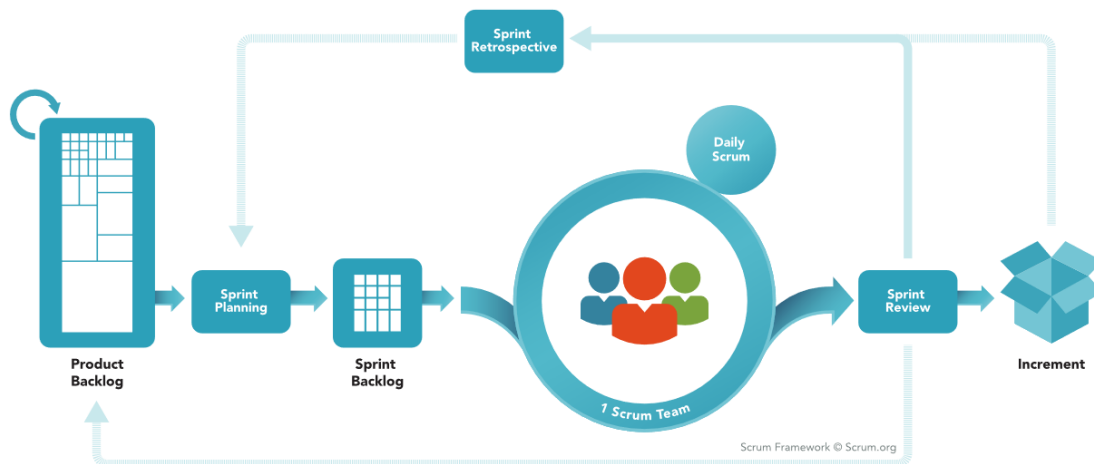 Sprint
Retrospective
Daily
Scrum
Sprint
Planning
Sprint
Review
Product
Backlog
Sprint
Backlog
Increment
1 Scrum Team
Scrum Framework © Scrum.org